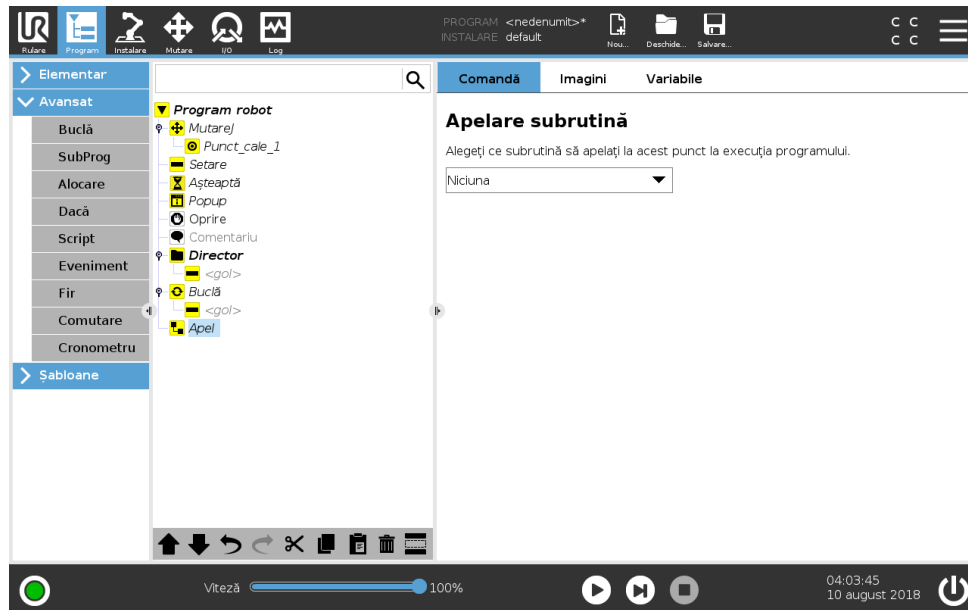 PROGRAM <nedenumit>*
INSTALARE default
Rulare Program Instalare Mutare I/O Log Nou... Deschide... Salvare...
C C
C C
Elementar
Avansat
Buclă
SubProg
Alocare
Dacă
Script
Eveniment
Fir
Comutare
Cronometru
Șabloane
Program robot
MutareJ
Punct_cale_1
Setare
Așteaptă
Popup
Oprire
Comentariu
Director
<gol>
Buclă
<gol>
Apel
Comandă Imagini Variabile
Apelare subrutină
Alegeți ce subrutină să apelați la acest punct la execuția programului.
Niciuna
Viteză 100%
04:03:45
10 august 2018